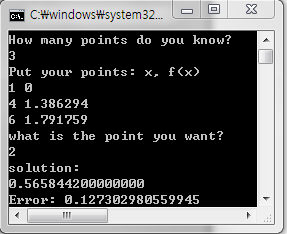 C:₩windows₩system32...
How many points do you know?
3
Put your points: x, f(x)
1 0
4 1.386294
6 1.791759
what is the point you want?
2
solution:
0.565844200000000
Error: 0.127302980559945